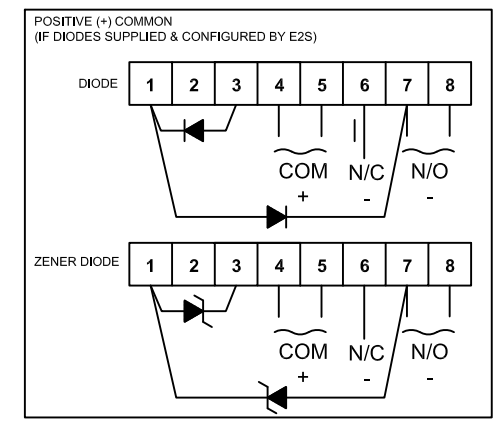 POSITIVE (+) COMMON
(IF DIODES SUPPLIED & CONFIGURED BY E2S)
DIODE 1 2 3 4 5 6 7 8
COM N/C N/O
+ - -
ZENER DIODE 1 2 3 4 5 6 7 8
COM N/C N/O
+ - -